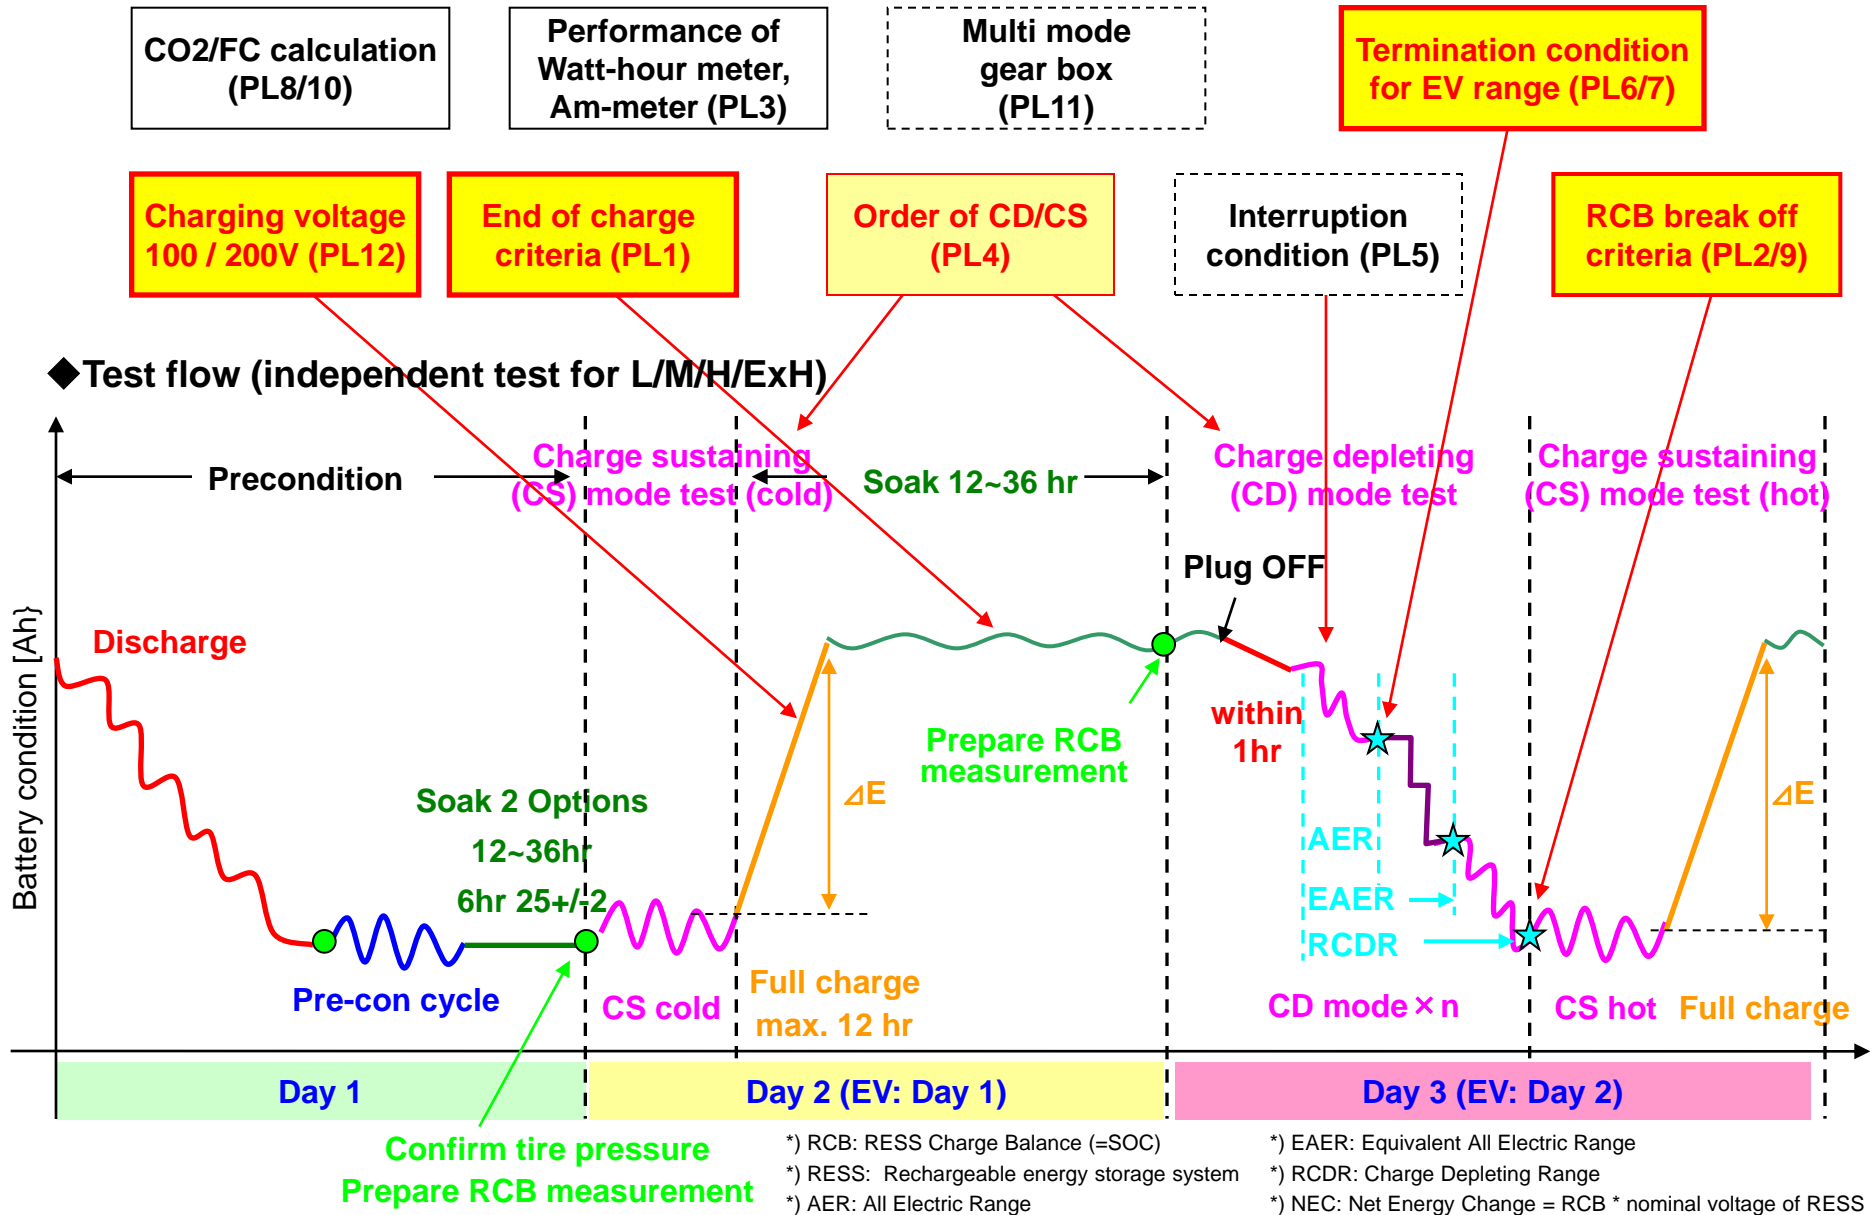 CO2/FC calculation
(PL8/10)
Performance of
Watt-hour meter,
Am-meter (PL3)
Multi mode
gear box
(PL11)
Termination condition
for EV range (PL6/7)
Charging voltage
100 / 200V (PL12)
End of charge
criteria (PL1)
Order of CD/CS
(PL4)
Interruption
condition (PL5)
RCB break off
criteria (PL2/9)
◆Test flow (independent test for L/M/H/ExH)
Precondition
Charge sustaining
(CS) mode test (cold)
Soak 12~36 hr
Charge depleting
(CD) mode test
Charge sustaining
(CS) mode test (hot)
Plug OFF
Battery condition [Ah}
Discharge
within
1hr
Prepare RCB
measurement
⊿E
⊿E
Soak 2 Options
12~36hr
6hr 25+/-2
AER
EAER
RCDR
Pre-con cycle
CS cold
Full charge
max. 12 hr
CD mode × n
CS hot
Full charge
Day 1
Day 2 (EV: Day 1)
Day 3 (EV: Day 2)
Confirm tire pressure
Prepare RCB measurement
*) RCB: RESS Charge Balance (=SOC)
*) RESS: Rechargeable energy storage system
*) AER: All Electric Range
*) EAER: Equivalent All Electric Range
*) RCDR: Charge Depleting Range
*) NEC: Net Energy Change = RCB * nominal voltage of RESS